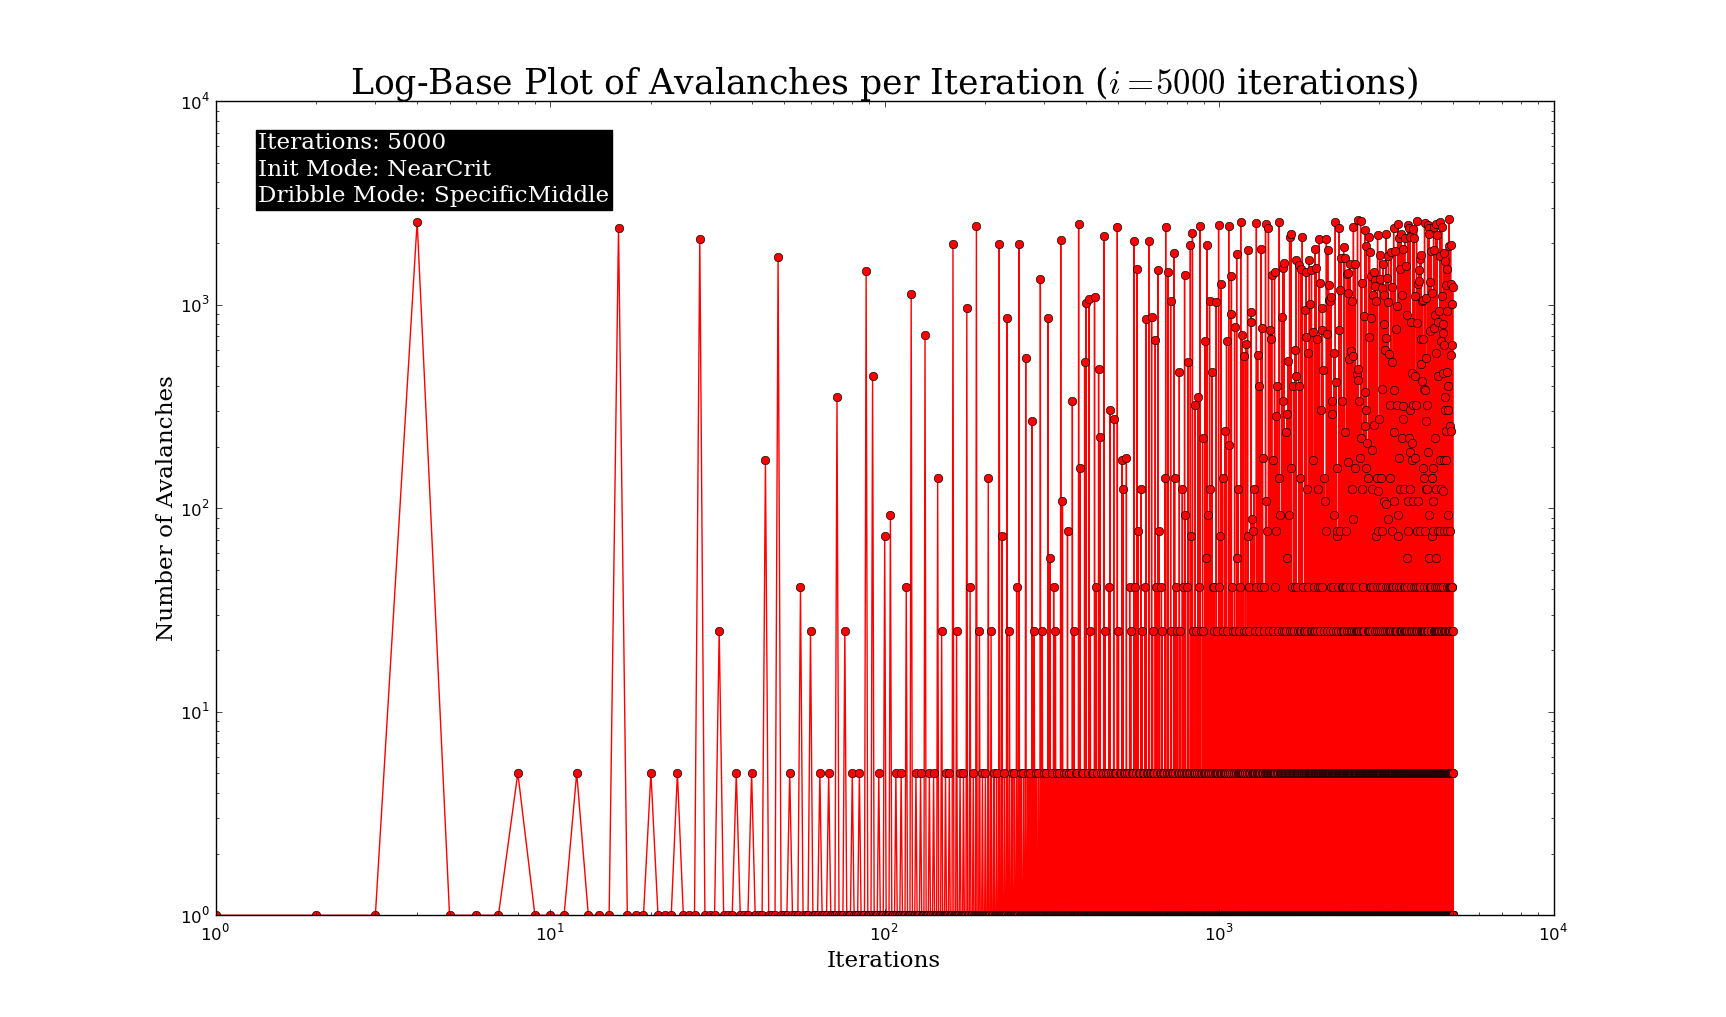 Log-Base Plot of Avalanches per Iteration (i = 5000 iterations)
10^4
Iterations: 5000
Init Mode: NearCrit
Dribble Mode: SpecificMiddle
10^3
Number of Avalanches
10^2
10^1
10^0
10^0 10^1 10^2 10^3 10^4
Iterations